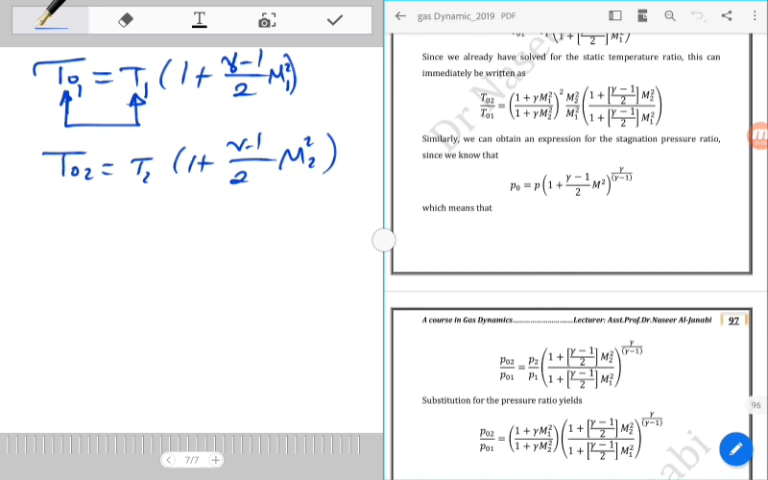 T₀₁ = T₁ (1 + γ-1/2 M₁²)
T₀₂ = T₂ (1 + γ-1/2 M₂²)
7/7
gas Dynamic_2019 PDF
Since we already have solved for the static temperature ratio, this can
immediately be written as
T₀₂/T₀₁ = ((1 + γM₁²)/(1 + γM₂²))² M₂²/M₁² ((1 + [(γ − 1)/2] M₂²)/(1 + [(γ − 1)/2] M₁²))
Similarly, we can obtain an expression for the stagnation pressure ratio,
since we know that
p₀ = p(1 + (γ − 1)/2 M²)^(γ/(γ−1))
which means that
A course in Gas Dynamics Lecturer: Asst.Prof.Dr.Naseer Al-Janabi 97
p₀₂/p₀₁ = p₂/p₁ ((1 + [(γ − 1)/2] M₂²)/(1 + [(γ − 1)/2] M₁²))^(γ/(γ−1))
96
Substitution for the pressure ratio yields
p₀₂/p₀₁ = ((1 + γM₁²)/(1 + γM₂²)) ((1 + [(γ − 1)/2] M₂²)/(1 + [(γ − 1)/2] M₁²))^(γ/(γ−1))